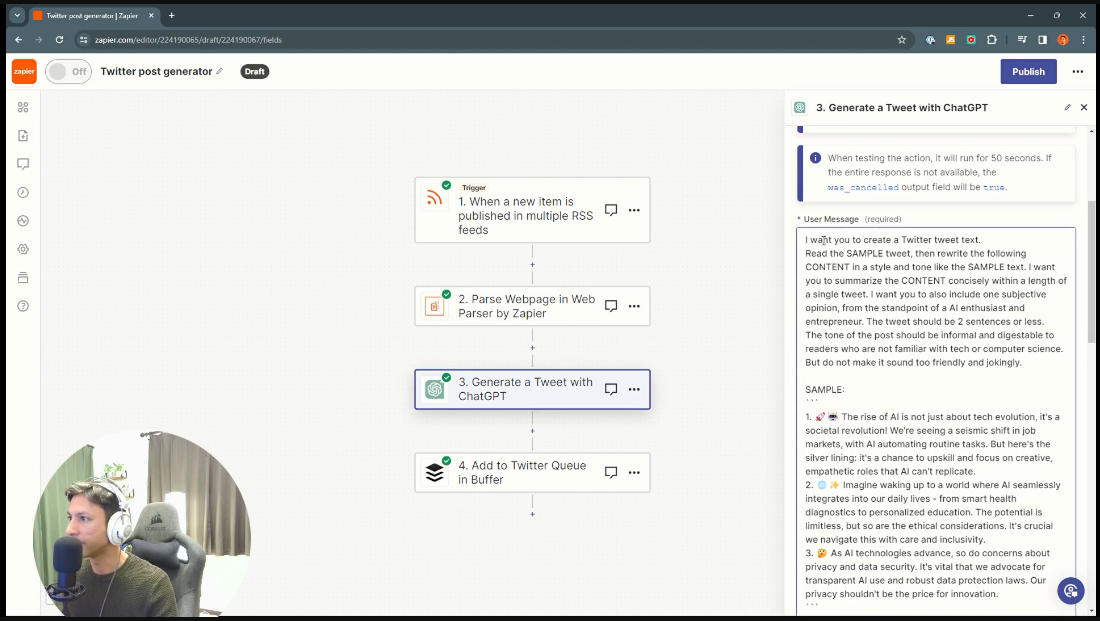 Twitter post generator | Zapier
zapier.com/editor/224190065/draft/224190067/fields
zapier
Off
Twitter post generator
Draft
Publish
Trigger
1. When a new item is
published in multiple RSS
feeds
2. Parse Webpage in Web
Parser by Zapier
3. Generate a Tweet with
ChatGPT
4. Add to Twitter Queue
in Buffer
3. Generate a Tweet with ChatGPT
When testing the action, it will run for 50 seconds. If
the entire response is not available, the
was_cancelled output field will be true.
* User Message (required)
I want you to create a Twitter tweet text.
Read the SAMPLE tweet, then rewrite the following
CONTENT in a style and tone like the SAMPLE text. I want
you to summarize the CONTENT concisely within a length of
a single tweet. I want you to also include one subjective
opinion, from the standpoint of a AI enthusiast and
entrepreneur. The tweet should be 2 sentences or less.
The tone of the post should be informal and digestable to
readers who are not familiar with tech or computer science.
But do not make it sound too friendly and jokingly.
SAMPLE:
```
1. 🚀 👾 The rise of AI is not just about tech evolution, it's a
societal revolution! We're seeing a seismic shift in job
markets, with AI automating routine tasks. But here's the
silver lining: it's a chance to upskill and focus on creative,
empathetic roles that AI can't replicate.
2. 🌐 ✨ Imagine waking up to a world where AI seamlessly
integrates into our daily lives - from smart health
diagnostics to personalized education. The potential is
limitless, but so are the ethical considerations. It's crucial
we navigate this with care and inclusivity.
3. 🤔 As AI technologies advance, so do concerns about
privacy and data security. It's vital that we advocate for
transparent AI use and robust data protection laws. Our
privacy shouldn't be the price for innovation.
```